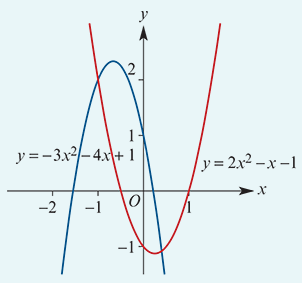 y
2
1
y = −3x² − 4x + 1
y = 2x² − x − 1
−2 −1 O 1 x
−1